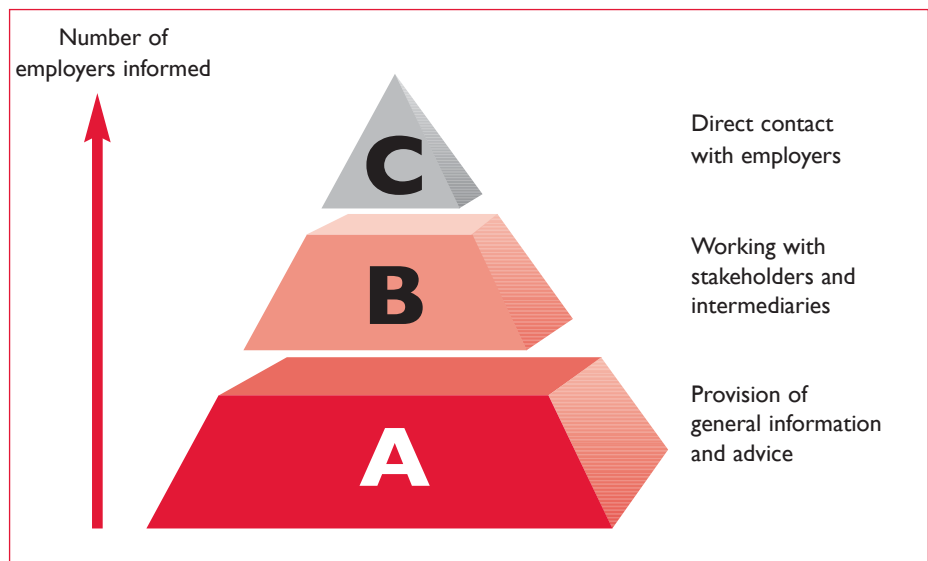 Number of
employers informed
C
Direct contact
with employers
B
Working with
stakeholders and
intermediaries
A
Provision of
general information
and advice